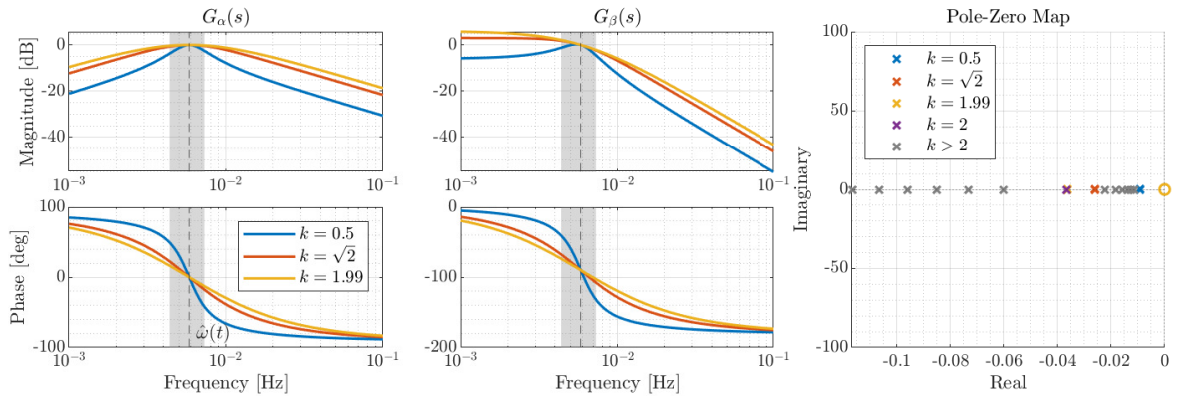 G_α(s)
Magnitude [dB]
0
-20
-40
10⁻³
10⁻²
10⁻¹
G_β(s)
0
-20
-40
10⁻³
10⁻²
10⁻¹
Phase [deg]
100
0
-100
k = 0.5
k = √2
k = 1.99
ω̂(t)
10⁻³
10⁻²
10⁻¹
Frequency [Hz]
0
-100
-200
10⁻³
10⁻²
10⁻¹
Frequency [Hz]
Pole-Zero Map
Imaginary
100
50
0
-50
-100
k = 0.5
k = √2
k = 1.99
k = 2
k > 2
-0.1
-0.08
-0.06
-0.04
-0.02
0
Real